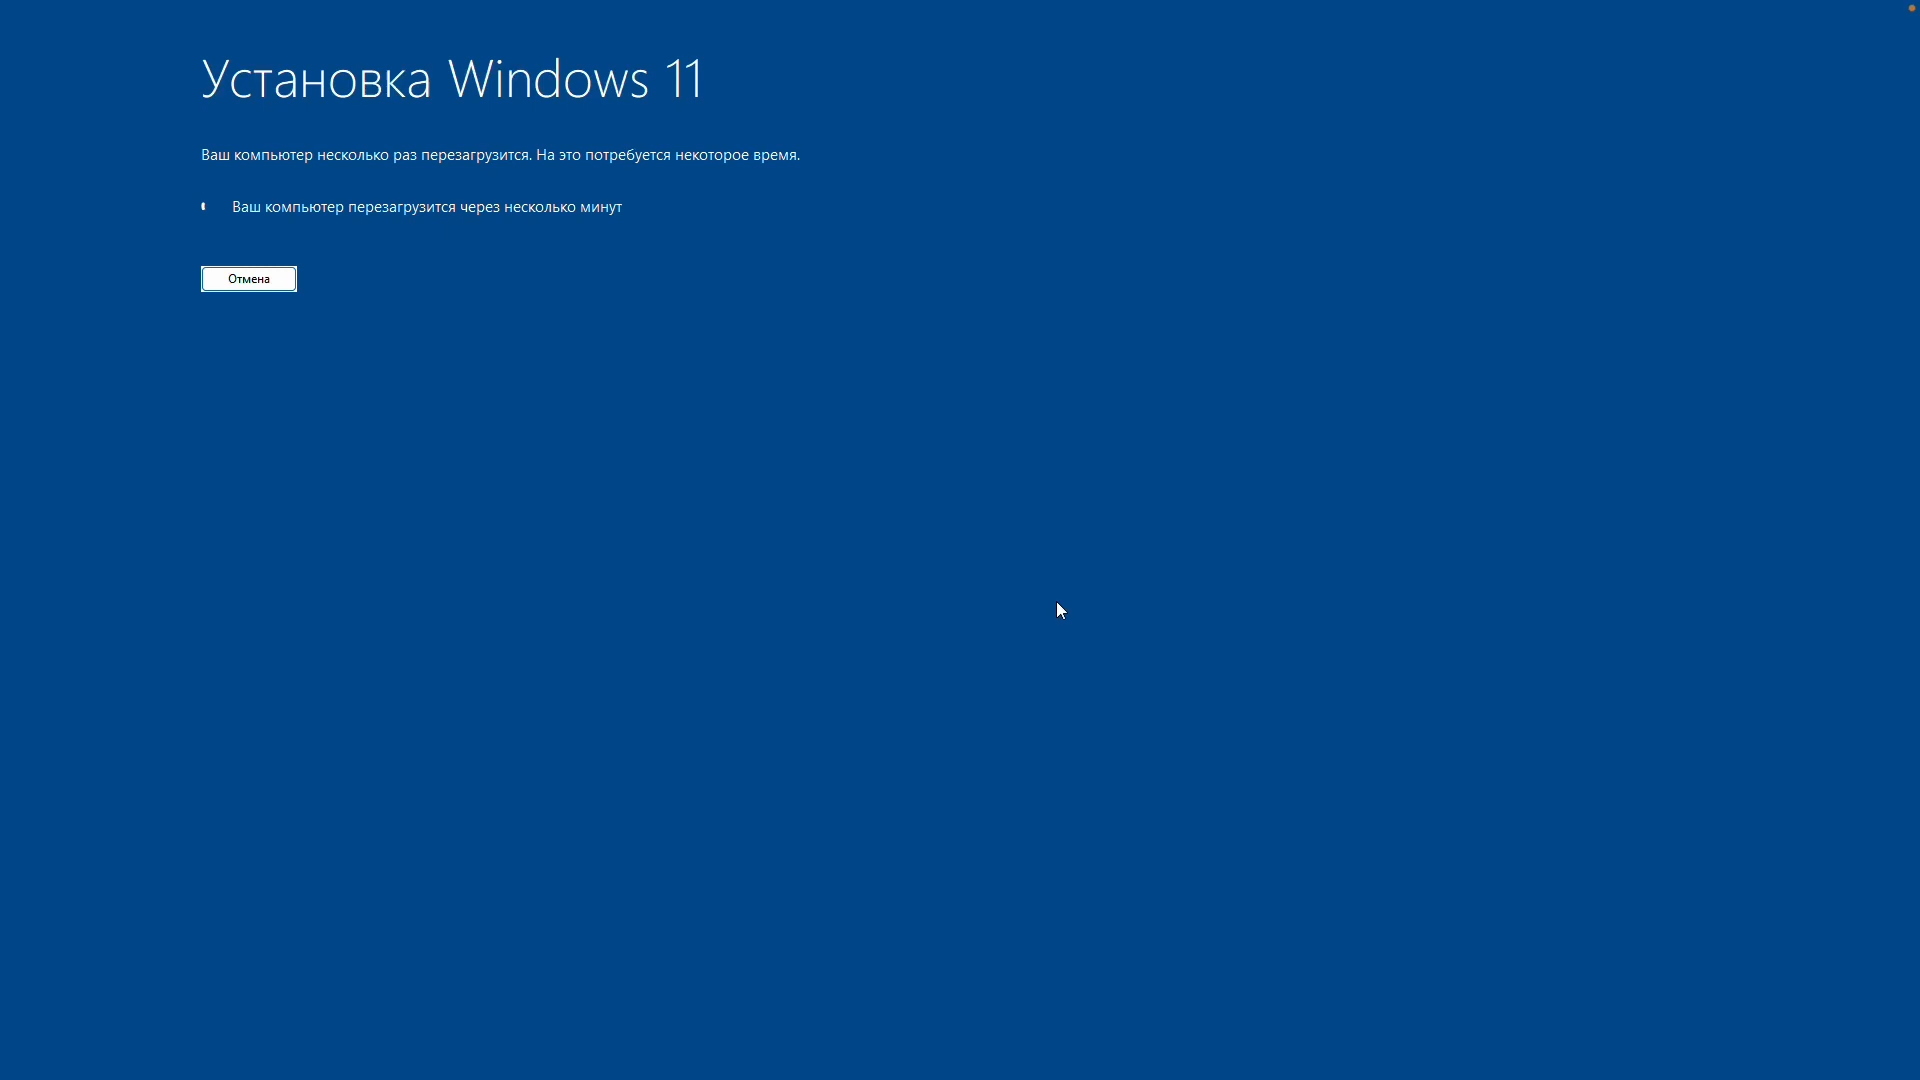 Установка Windows 11
Ваш компьютер несколько раз перезагрузится. На это потребуется некоторое время.
Ваш компьютер перезагрузится через несколько минут
Отмена